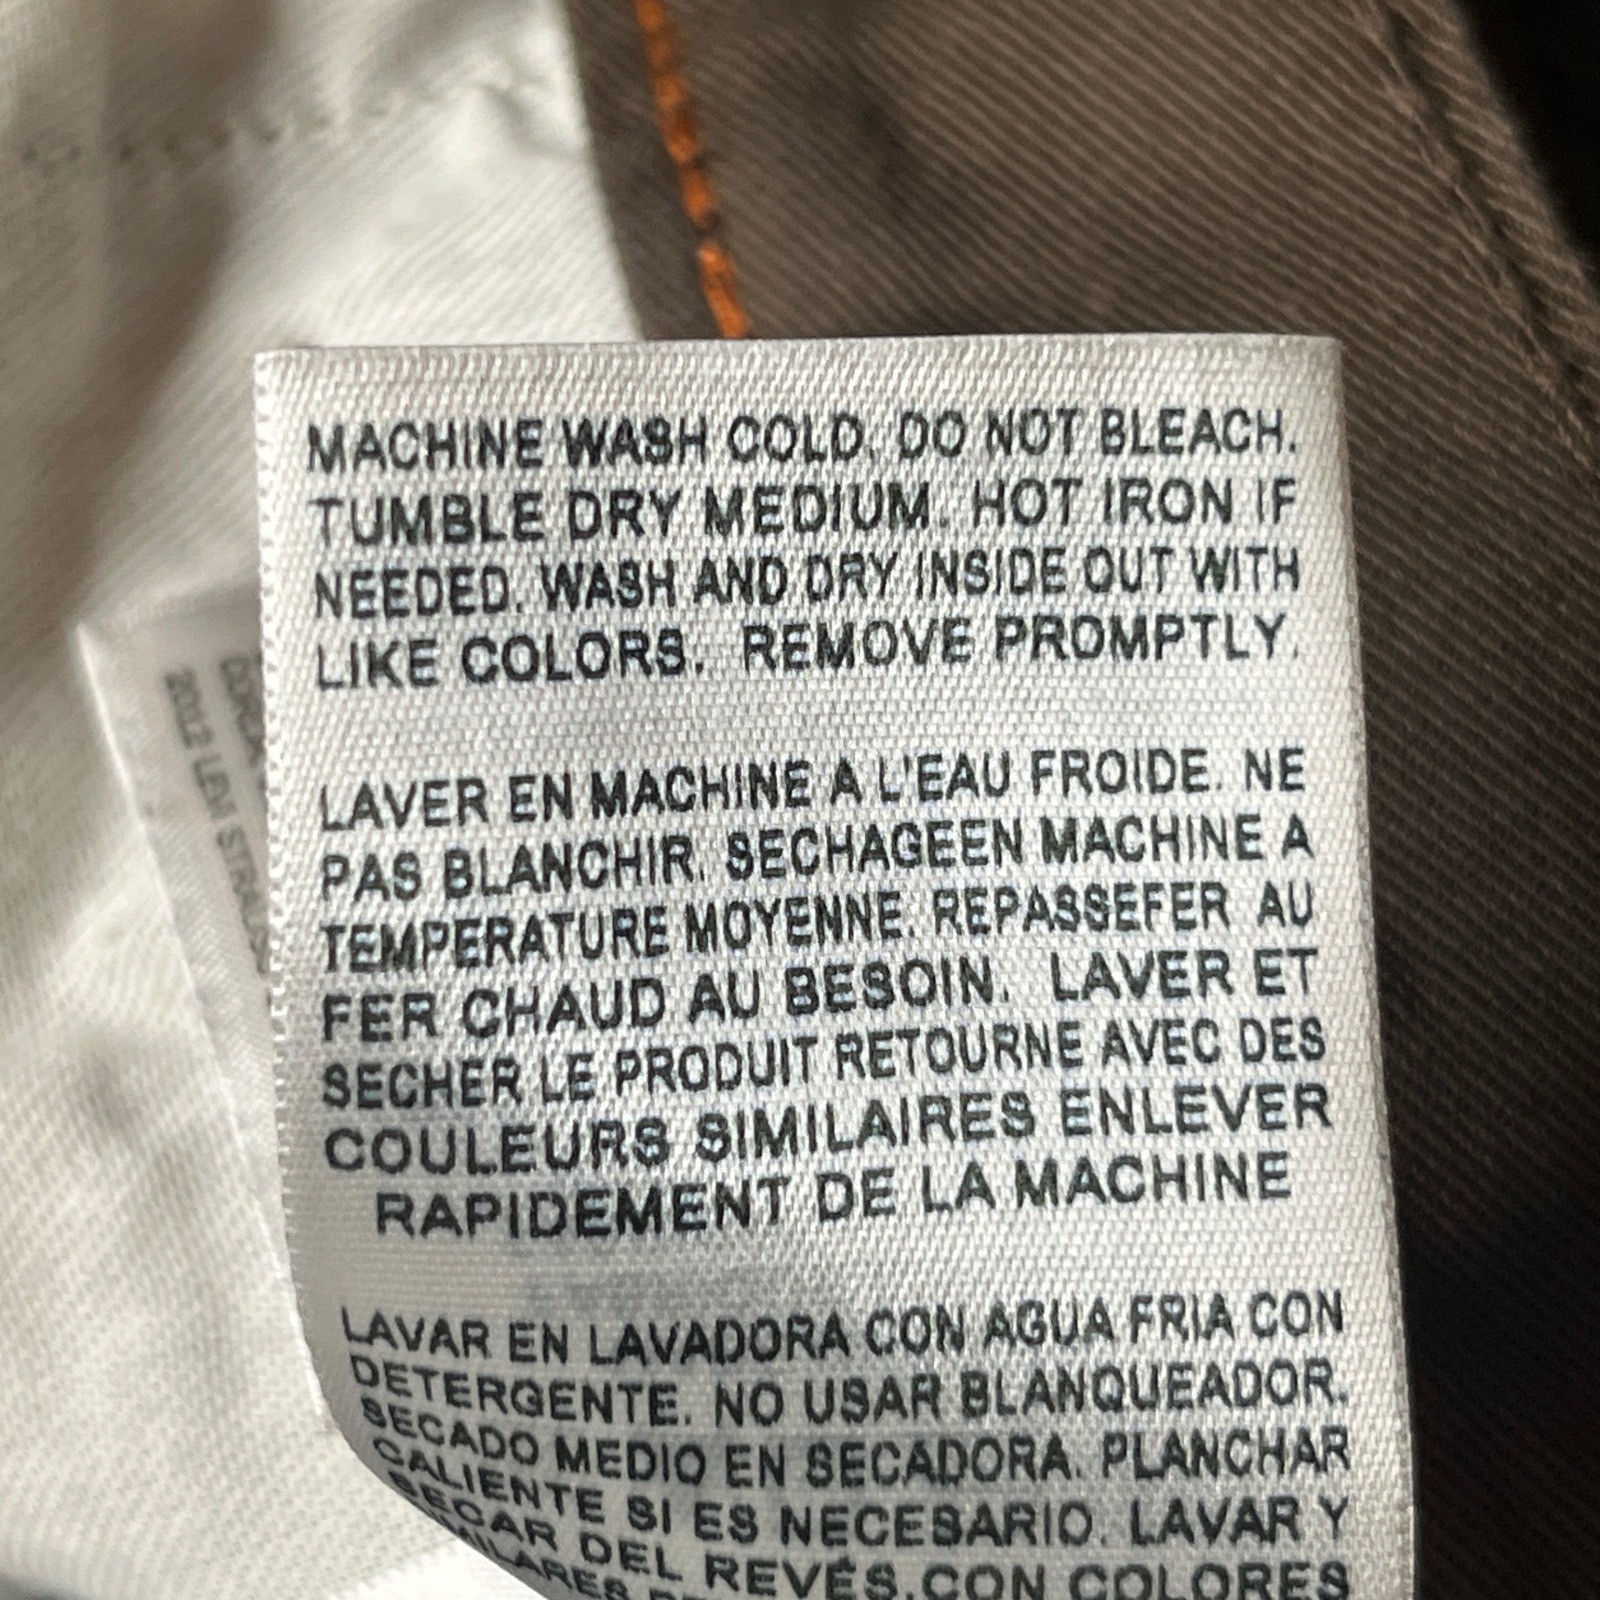 MACHINE WASH COLD. DO NOT BLEACH.
TUMBLE DRY MEDIUM. HOT IRON IF
NEEDED. WASH AND DRY INSIDE OUT WITH
LIKE COLORS. REMOVE PROMPTLY.
LAVER EN MACHINE A L'EAU FROIDE. NE
PAS BLANCHIR. SECHAGEEN MACHINE A
TEMPERATURE MOYENNE. REPASSEFER AU
FER CHAUD AU BESOIN. LAVER ET
SECHER LE PRODUIT RETOURNE AVEC DES
COULEURS SIMILAIRES ENLEVER
RAPIDEMENT DE LA MACHINE
LAVAR EN LAVADORA CON AGUA FRIA CON
DETERGENTE. NO USAR BLANQUEADOR.
SECADO MEDIO EN SECADORA. PLANCHAR
CALIENTE SI ES NECESARIO. LAVAR Y
SECAR DEL REVÉS.CON COLORES
2012 LEVI